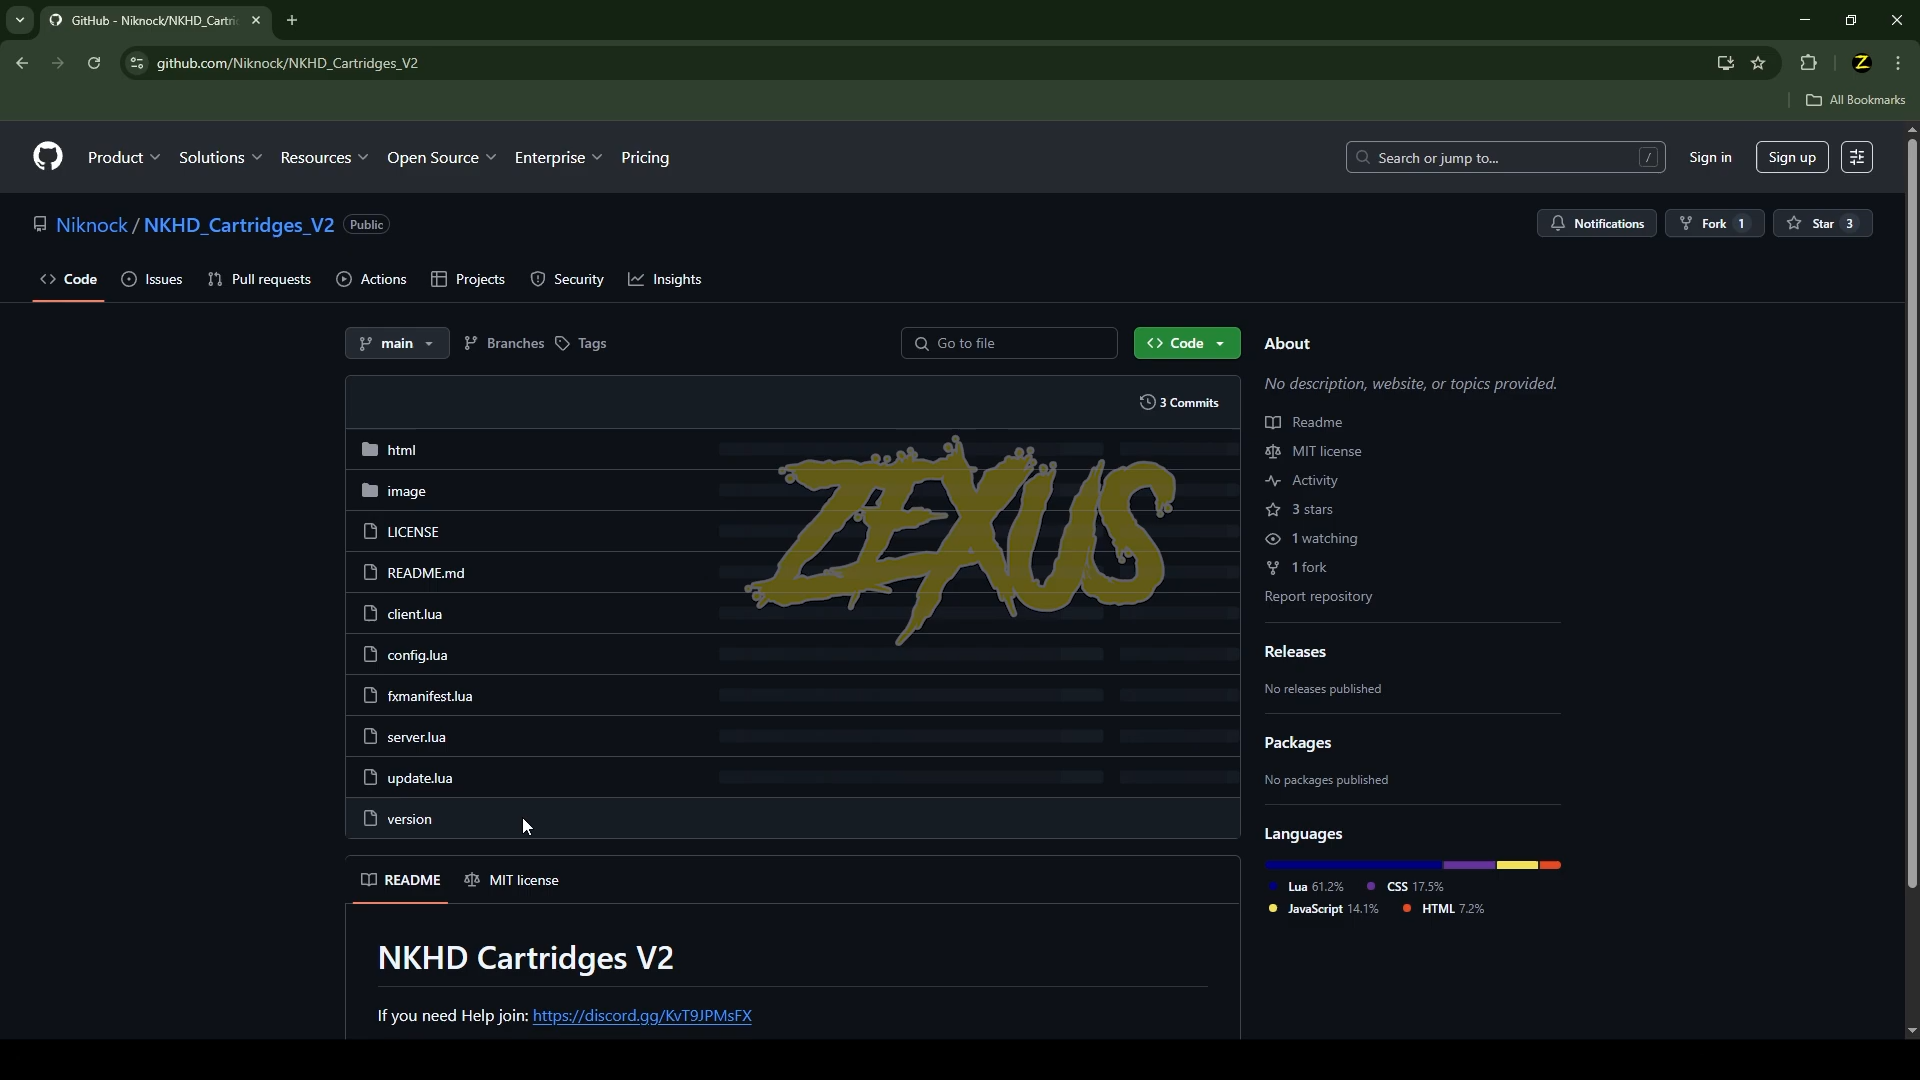 GitHub - Niknock/NKHD_Cartri
github.com/Niknock/NKHD_Cartridges_V2
Z
All Bookmarks
Product Solutions Resources Open Source Enterprise Pricing
Search or jump to... /
Sign in
Sign up
Niknock / NKHD_Cartridges_V2 Public
Notifications
Fork 1
Star 3
Code Issues Pull requests Actions Projects Security Insights
main
Branches
Tags
Go to file
<> Code
3 Commits
html
image
LICENSE
README.md
client.lua
config.lua
fxmanifest.lua
server.lua
update.lua
version
ZEXUS
README
MIT license
NKHD Cartridges V2
If you need Help join: https://discord.gg/KvT9JPMsFX
About
No description, website, or topics provided.
Readme
MIT license
Activity
3 stars
1 watching
1 fork
Report repository
Releases
No releases published
Packages
No packages published
Languages
Lua 61.2% CSS 17.5%
JavaScript 14.1% HTML 7.2%